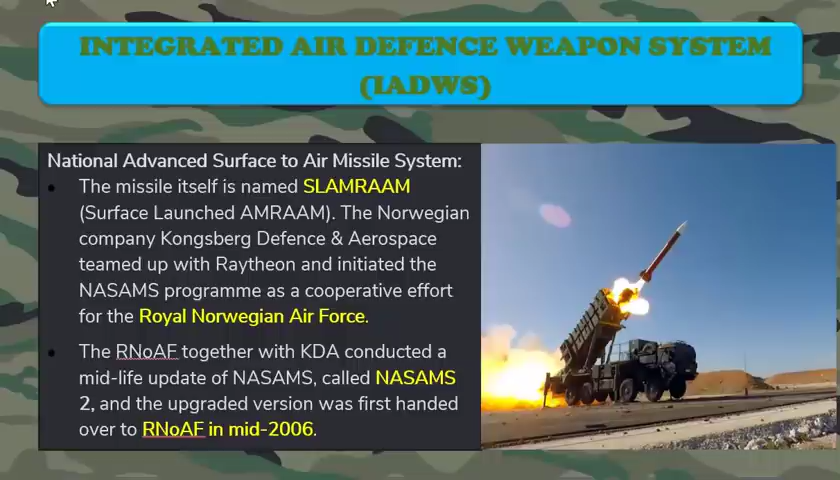 INTEGRATED AIR DEFENCE WEAPON SYSTEM
(IADWS)
National Advanced Surface to Air Missile System:
The missile itself is named SLAMRAAM
(Surface Launched AMRAAM). The Norwegian
company Kongsberg Defence & Aerospace
teamed up with Raytheon and initiated the
NASAMS programme as a cooperative effort
for the Royal Norwegian Air Force.
The RNoAF together with KDA conducted a
mid-life update of NASAMS, called NASAMS
2, and the upgraded version was first handed
over to RNoAF in mid-2006.